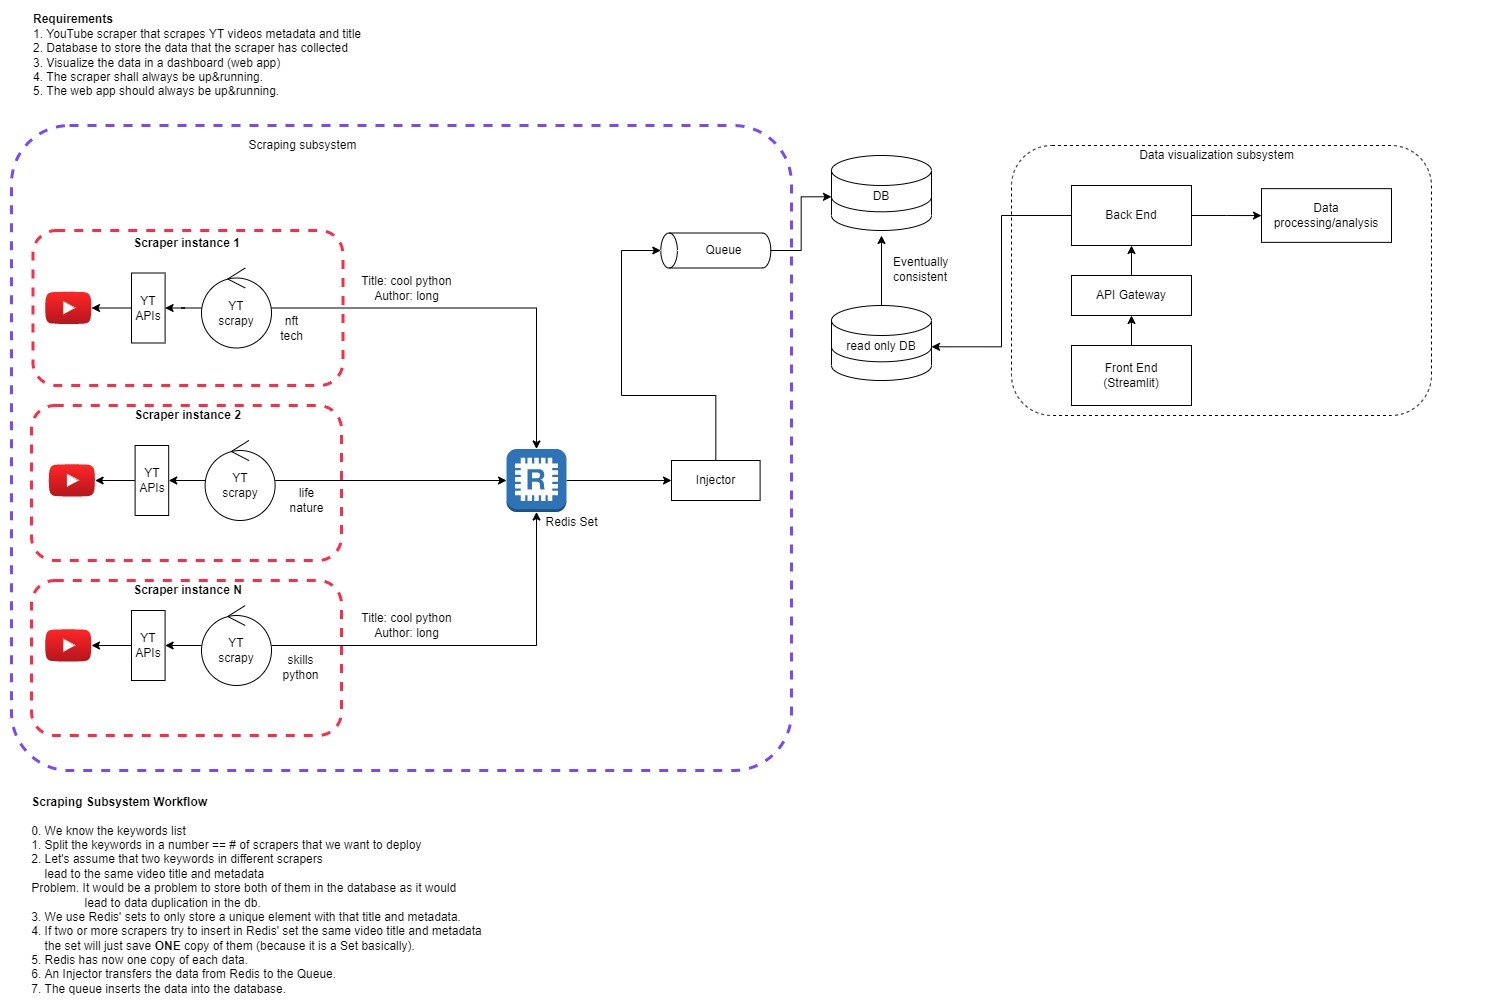 Requirements
1. YouTube scraper that scrapes YT videos metadata and title
2. Database to store the data that the scraper has collected
3. Visualize the data in a dashboard (web app)
4. The scraper shall always be up&running.
5. The web app should always be up&running.
Scraping subsystem
Scraper instance 1
YT
APIs
YT
scrapy
nft
tech
Title: cool python
Author: long
Scraper instance 2
YT
APIs
YT
scrapy
life
nature
Scraper instance N
YT
APIs
YT
scrapy
skills
python
Title: cool python
Author: long
R
Redis Set
Injector
Queue
DB
Eventually
consistent
read only DB
Data visualization subsystem
Back End
Data
processing/analysis
API Gateway
Front End
(Streamlit)
Scraping Subsystem Workflow
0. We know the keywords list
1. Split the keywords in a number == # of scrapers that we want to deploy
2. Let's assume that two keywords in different scrapers
lead to the same video title and metadata
Problem. It would be a problem to store both of them in the database as it would
lead to data duplication in the db.
3. We use Redis' sets to only store a unique element with that title and metadata.
4. If two or more scrapers try to insert in Redis' set the same video title and metadata
the set will just save ONE copy of them (because it is a Set basically).
5. Redis has now one copy of each data.
6. An Injector transfers the data from Redis to the Queue.
7. The queue inserts the data into the database.